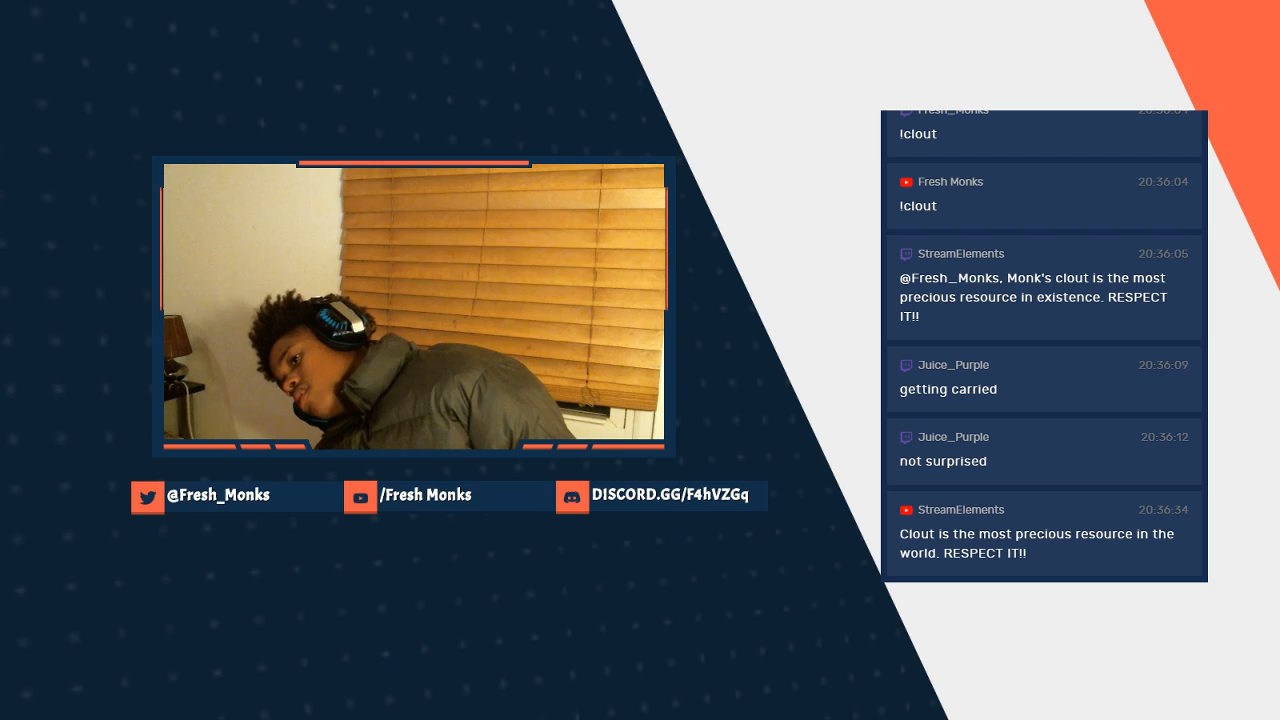 !clout
Fresh Monks 20:36:04
!clout
StreamElements 20:36:05
@Fresh_Monks, Monk's clout is the most
precious resource in existence. RESPECT
IT!!
Juice_Purple 20:36:09
getting carried
Juice_Purple 20:36:12
not surprised
StreamElements 20:36:34
Clout is the most precious resource in the
world. RESPECT IT!!
@Fresh_Monks
/Fresh Monks
DISCORD.GG/F4hVZGq